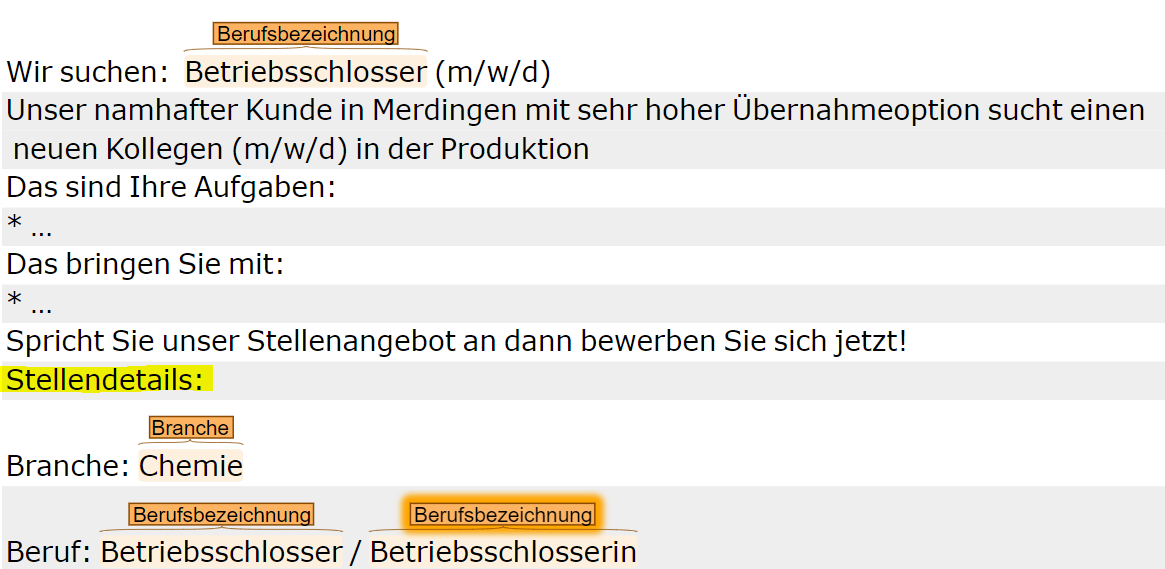 Berufsbezeichnung
Wir suchen: Betriebsschlosser (m/w/d)
Unser namhafter Kunde in Merdingen mit sehr hoher Übernahmeoption sucht einen
neuen Kollegen (m/w/d) in der Produktion
Das sind Ihre Aufgaben:
* ...
Das bringen Sie mit:
* ...
Spricht Sie unser Stellenangebot an dann bewerben Sie sich jetzt!
Stellendetails:
Branche
Branche: Chemie
Berufsbezeichnung Berufsbezeichnung
Beruf: Betriebsschlosser / Betriebsschlosserin